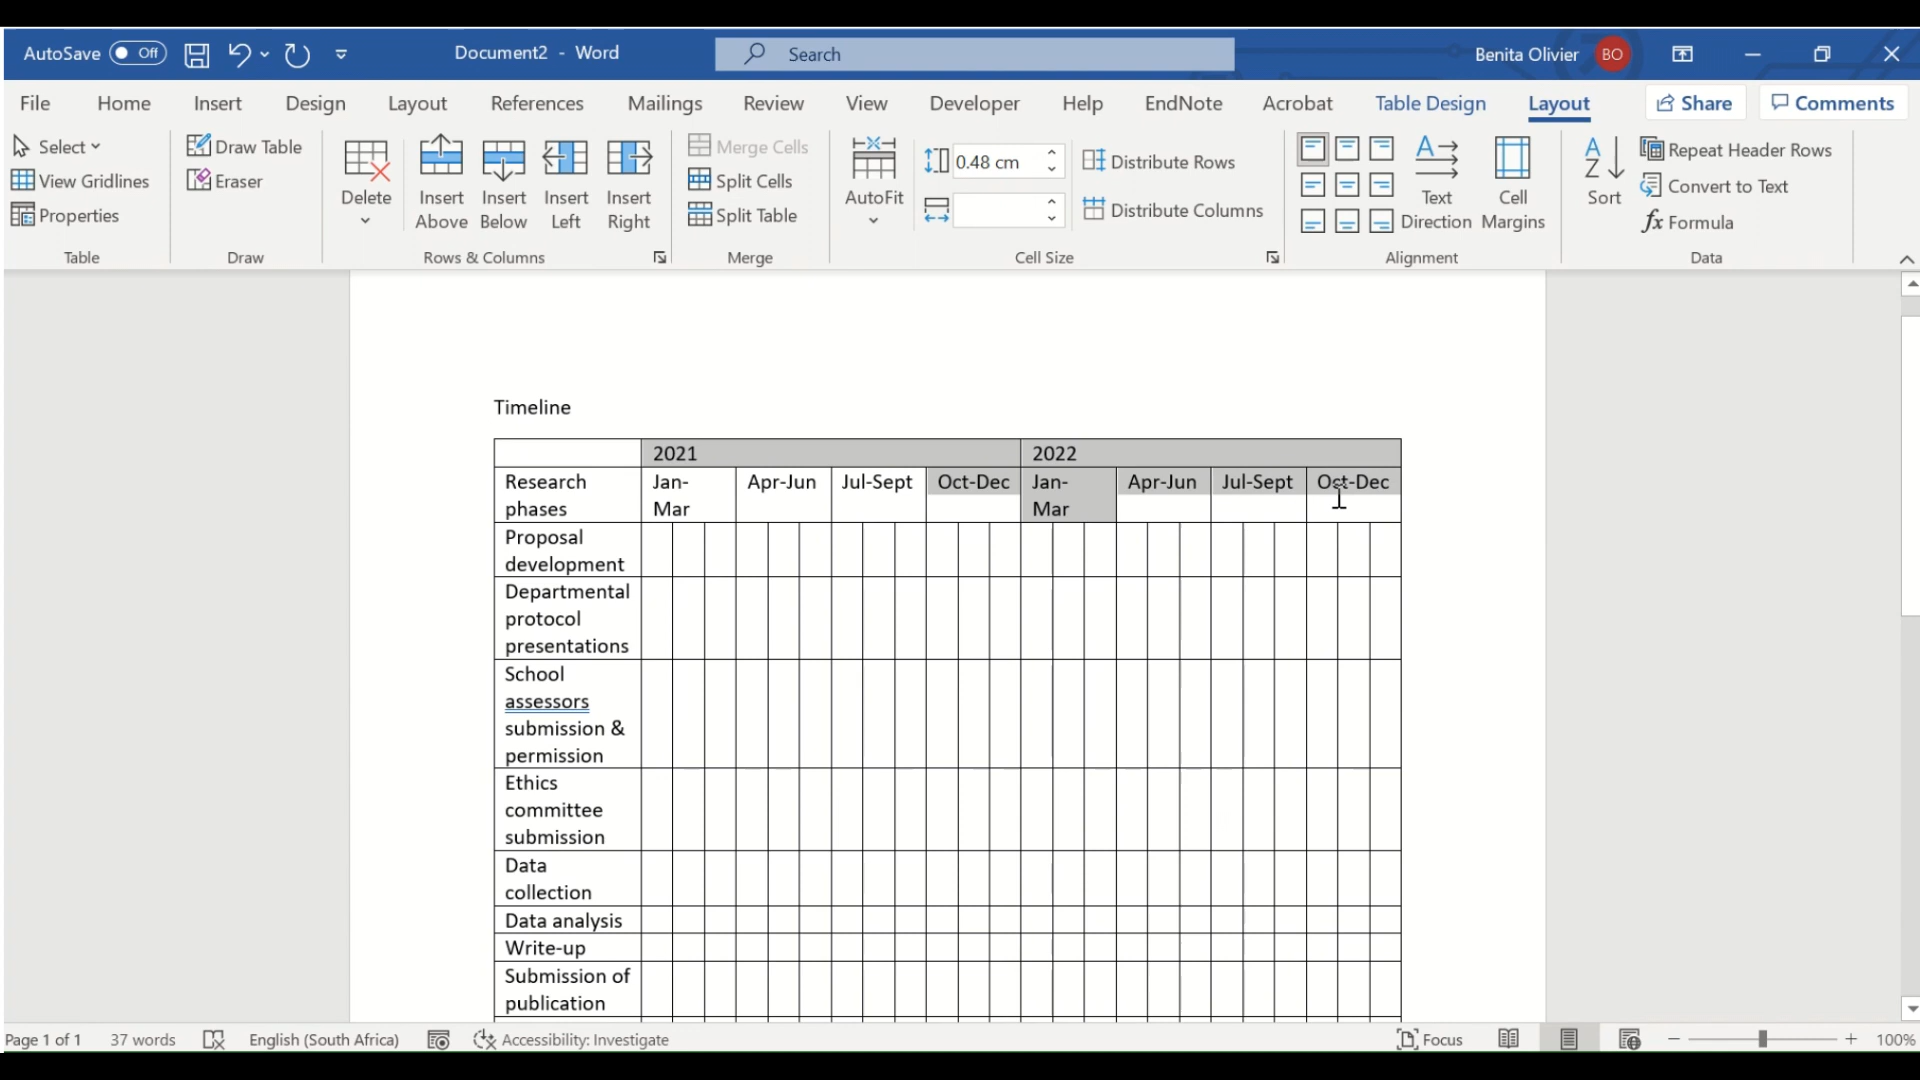 AutoSave Off Document2 - Word Search Benita Olivier BO
File Home Insert Design Layout References Mailings Review View Developer Help EndNote Acrobat Table Design Layout Share Comments
Select Draw Table Merge Cells 0.48 cm Distribute Rows Repeat Header Rows
View Gridlines Eraser Split Cells Convert to Text
Properties Delete Insert Above Insert Below Insert Left Insert Right Split Table AutoFit Distribute Columns Text Direction Cell Margins Sort Formula
Table Draw Rows & Columns Merge Cell Size Alignment Data
Timeline
2021 2022
Research phases Jan-Mar Apr-Jun Jul-Sept Oct-Dec Jan-Mar Apr-Jun Jul-Sept Oct-Dec
Proposal
development
Departmental
protocol
presentations
School
assessors
submission &
permission
Ethics
committee
submission
Data
collection
Data analysis
Write-up
Submission of
publication
Page 1 of 1 37 words English (South Africa) Accessibility: Investigate Focus 100%